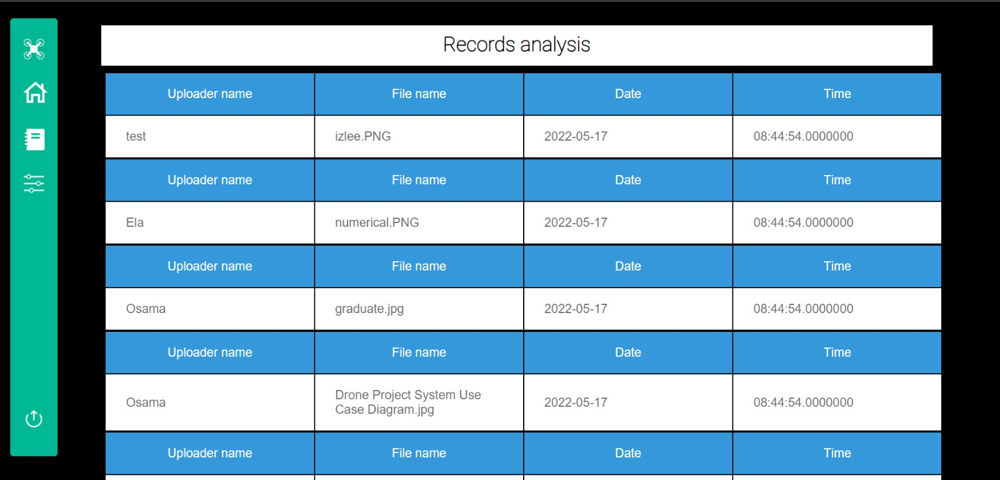 Records analysis
Uploader name File name Date Time
test izlee.PNG 2022-05-17 08:44:54.0000000
Uploader name File name Date Time
Ela numerical.PNG 2022-05-17 08:44:54.0000000
Uploader name File name Date Time
Osama graduate.jpg 2022-05-17 08:44:54.0000000
Uploader name File name Date Time
Osama Drone Project System Use 2022-05-17 08:44:54.0000000
Case Diagram.jpg
Uploader name File name Date Time